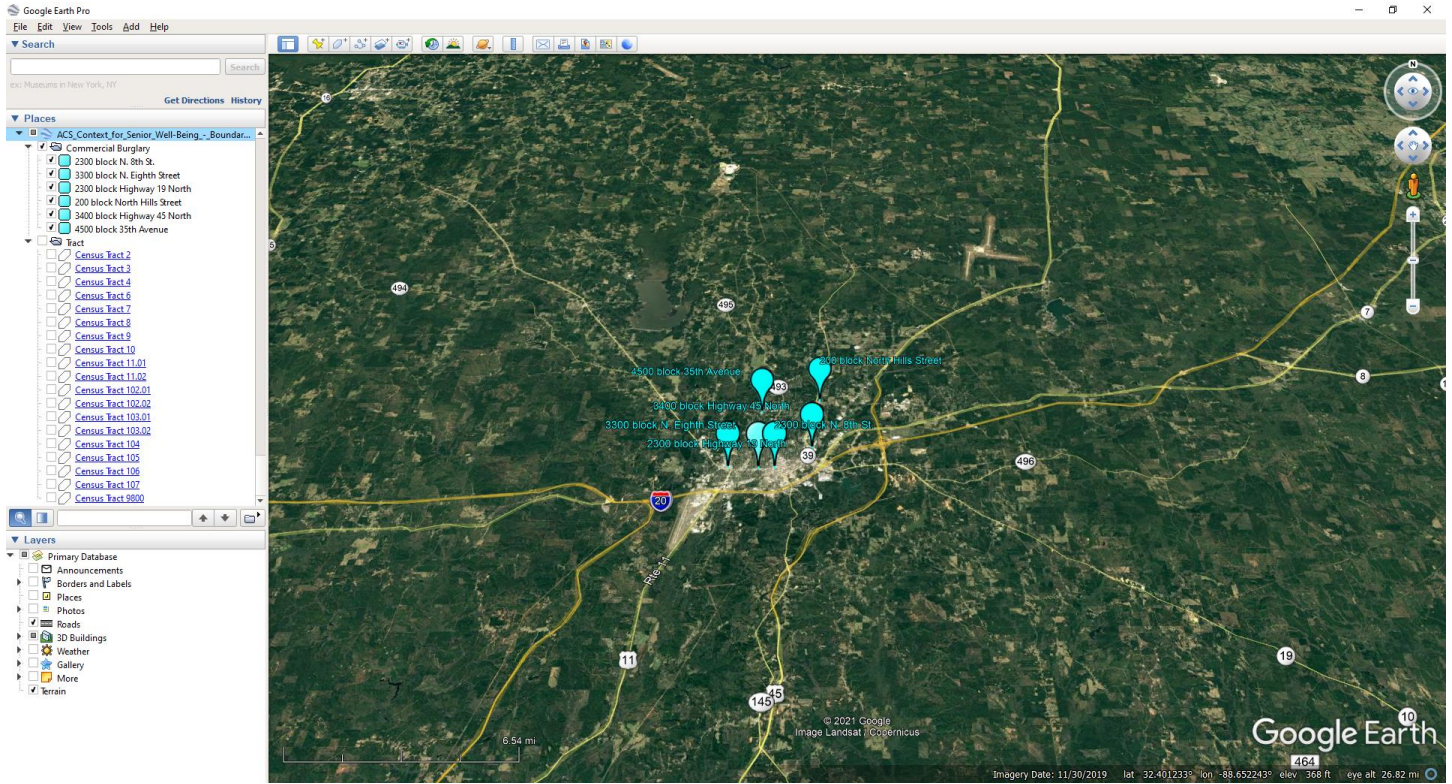 Google Earth Pro
File Edit View Tools Add Help
Search
Search
ex: Museums in New York, NY
Get Directions History
Places
ACS_Context_for_Senior_Well-Being_-_Boundar...
Commercial Burglary
2300 block N. 8th St.
3300 block N. Eighth Street
2300 block Highway 19 North
200 block North Hills Street
3400 block Highway 45 North
4500 block 35th Avenue
Tract
Census Tract 2
Census Tract 3
Census Tract 4
Census Tract 6
Census Tract 7
Census Tract 8
Census Tract 9
Census Tract 10
Census Tract 11.01
Census Tract 11.02
Census Tract 102.01
Census Tract 102.02
Census Tract 103.01
Census Tract 103.02
Census Tract 104
Census Tract 105
Census Tract 106
Census Tract 107
Census Tract 9800
Layers
Primary Database
Announcements
Borders and Labels
Places
Photos
Roads
3D Buildings
Weather
Gallery
More
Terrain
N
16
494
495
7
8
200 block North Hills Street
4500 block 35th Avenue
493
3400 block Highway 45 North
3300 block N. Eighth Street
2300 block N. 8th St.
2300 block Highway 19 North
39
496
20
Rte 11
11
19
45
145
10
464
6.54 mi
© 2021 Google
Image Landsat / Copernicus
Google Earth
Imagery Date: 11/30/2019 lat 32.401233° lon -88.652243° elev 368 ft eye alt 26.82 mi